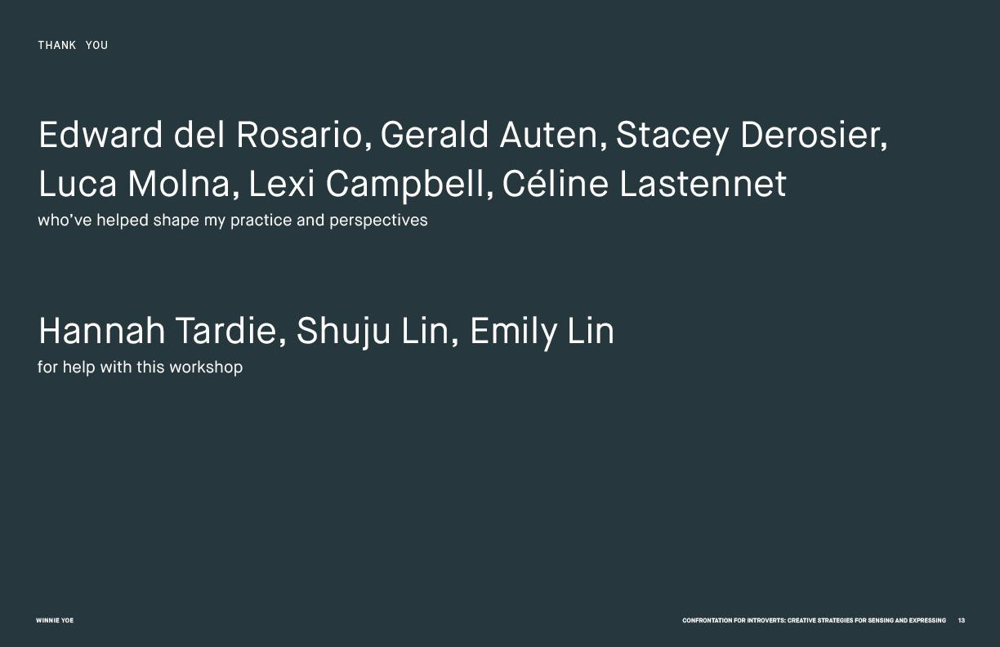 THANK YOU
Edward del Rosario, Gerald Auten, Stacey Derosier,
Luca Molna, Lexi Campbell, Céline Lastennet
who’ve helped shape my practice and perspectives
Hannah Tardie, Shuju Lin, Emily Lin
for help with this workshop
WINNIE YOE
CONFRONTATION FOR INTROVERTS: CREATIVE STRATEGIES FOR SENSING AND EXPRESSING 13